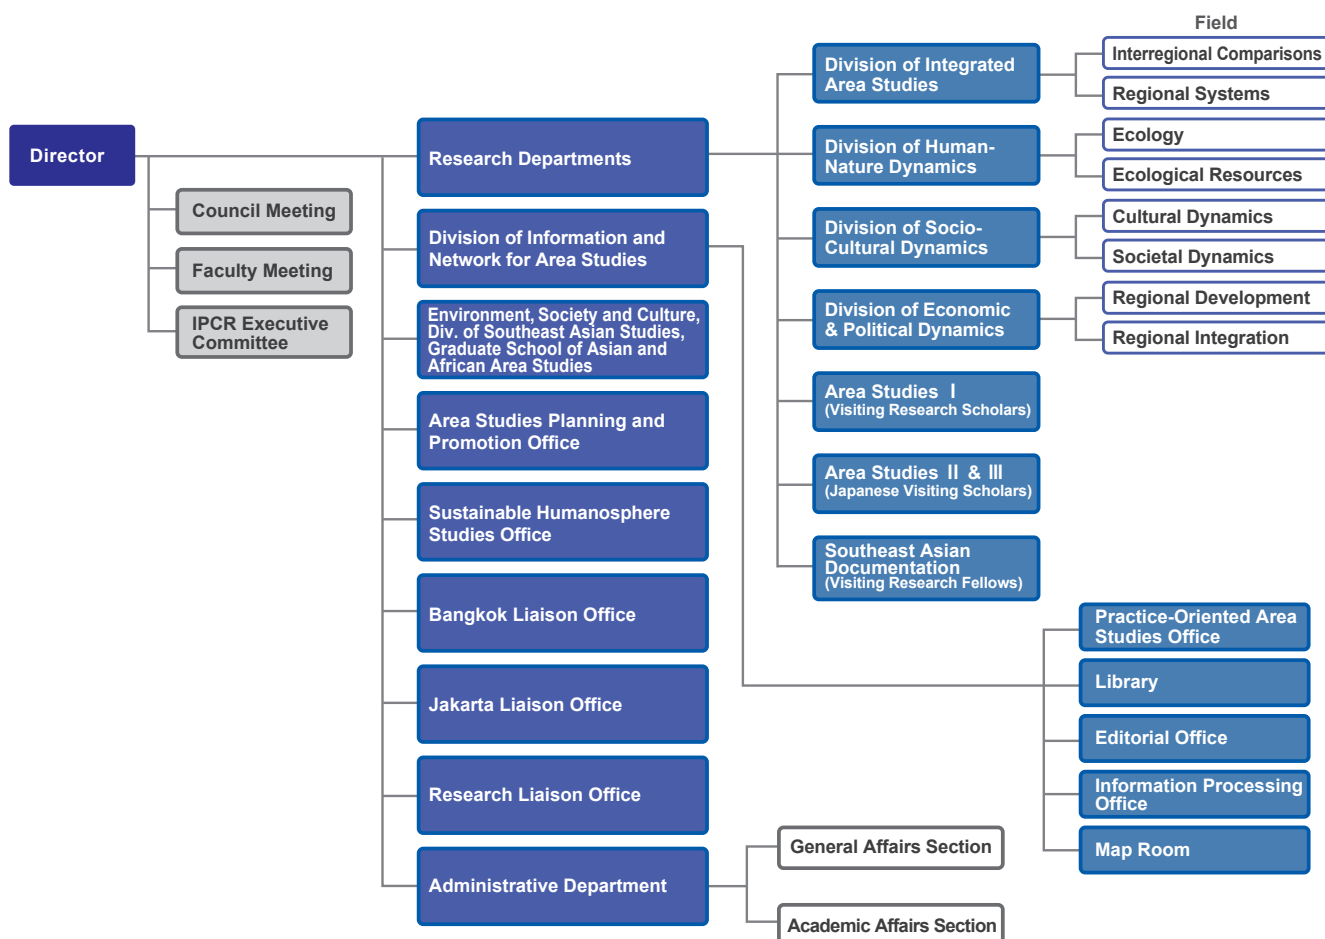 Field
Director
Council Meeting
Faculty Meeting
IPCR Executive
Committee
Research Departments
Division of Information and
Network for Area Studies
Environment, Society and Culture,
Div. of Southeast Asian Studies,
Graduate School of Asian and
African Area Studies
Area Studies Planning and
Promotion Office
Sustainable Humanosphere
Studies Office
Bangkok Liaison Office
Jakarta Liaison Office
Research Liaison Office
Administrative Department
General Affairs Section
Academic Affairs Section
Division of Integrated
Area Studies
Division of Human-
Nature Dynamics
Division of Socio-
Cultural Dynamics
Division of Economic
& Political Dynamics
Area Studies Ⅰ
(Visiting Research Scholars)
Area Studies Ⅱ & Ⅲ
(Japanese Visiting Scholars)
Southeast Asian
Documentation
(Visiting Research Fellows)
Interregional Comparisons
Regional Systems
Ecology
Ecological Resources
Cultural Dynamics
Societal Dynamics
Regional Development
Regional Integration
Practice-Oriented Area
Studies Office
Library
Editorial Office
Information Processing
Office
Map Room